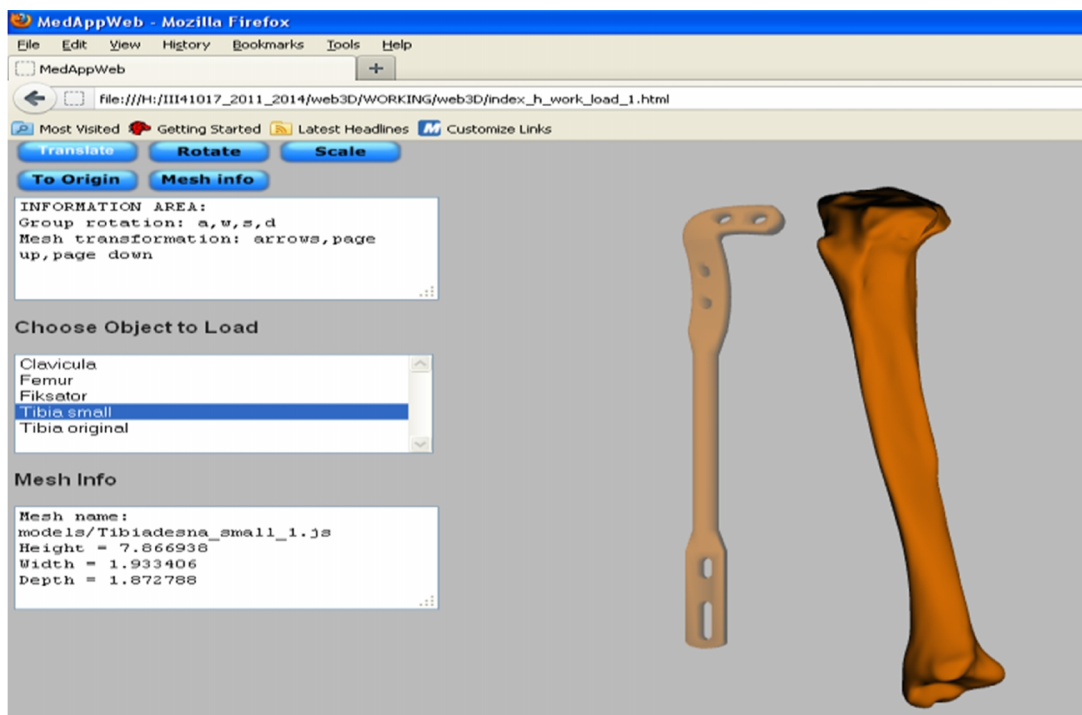 MedAppWeb - Mozilla Firefox
File Edit View History Bookmarks Tools Help
MedAppWeb +
file:///H:/III41017_2011_2014/web3D/WORKING/web3D/index_h_work_load_1.html
Most Visited Getting Started Latest Headlines M Customize Links
Translate Rotate Scale
To Origin Mesh info
INFORMATION AREA:
Group rotation: a,w,s,d
Mesh transformation: arrows,page
up,page down
Choose Object to Load
Clavicula
Femur
Fiksator
Tibia small
Tibia original
Mesh Info
Mesh name:
models/Tibiadesna_small_1.js
Height = 7.866938
Width = 1.933406
Depth = 1.872788